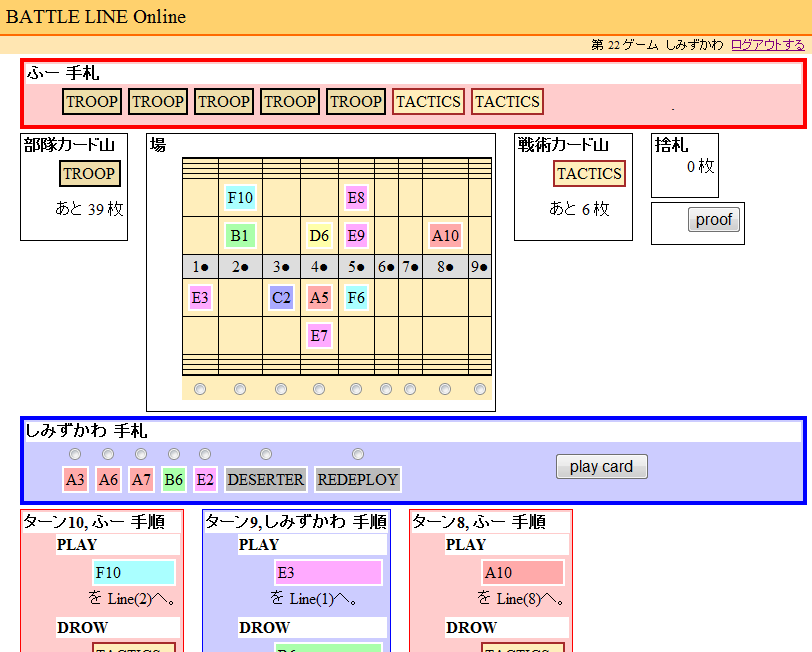 BATTLE LINE Online
第 22 ゲーム しみずかわ ログアウトする
ふー 手札
TROOP TROOP TROOP TROOP TROOP TACTICS TACTICS .
部隊カード山
TROOP
あと 39 枚
場
F10 E8
B1 D6 E9 A10
1● 2● 3● 4● 5● 6● 7● 8● 9●
E3 C2 A5 F6
E7
戦術カード山
TACTICS
あと 6 枚
捨札
0 枚
proof
しみずかわ 手札
A3 A6 A7 B6 E2 DESERTER REDEPLOY
play card
ターン10,ふー 手順
PLAY
F10
を Line(2)へ。
DROW
TACTICS
ターン9,しみずかわ 手順
PLAY
E3
を Line(1)へ。
DROW
B6
ターン8,ふー 手順
PLAY
A10
を Line(8)へ。
DROW
TACTICS